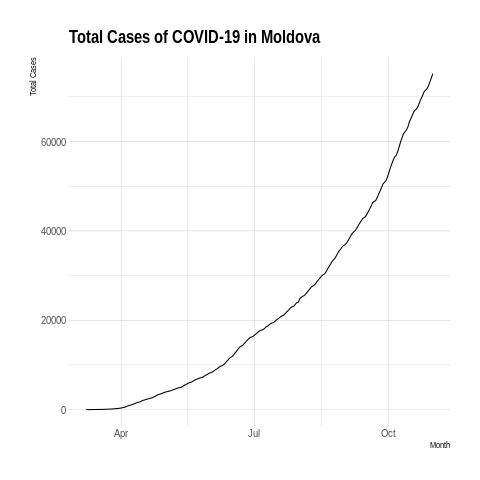 Total Cases of COVID-19 in Moldova
Total Cases
60000
40000
20000
0
Apr
Jul
Oct
Month